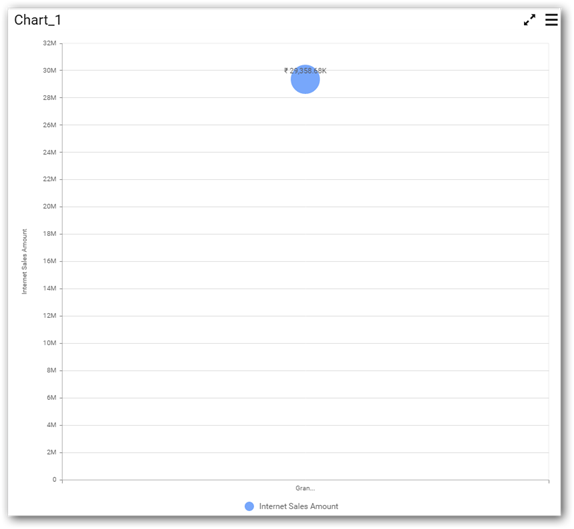 Chart_1
32M
30M
₹ 29,358.68K
28M
26M
24M
22M
20M
18M
16M
14M
12M
10M
8M
6M
4M
2M
0
Internet Sales Amount
Gran...
Internet Sales Amount